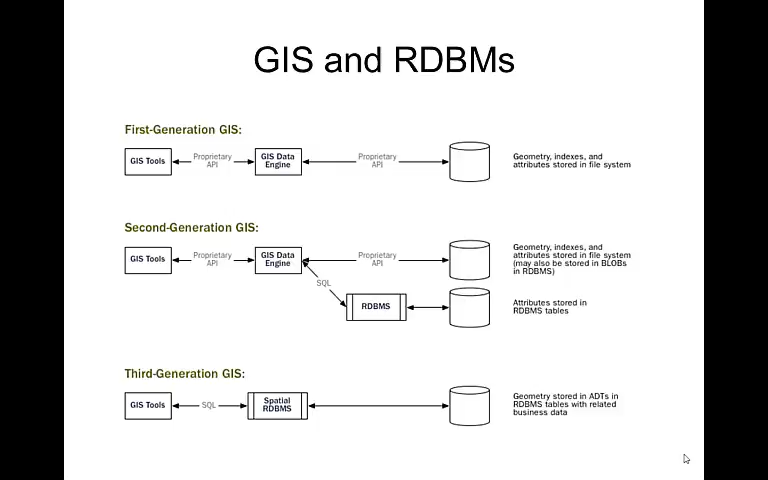 GIS and RDBMs
First-Generation GIS:
GIS Tools
Proprietary
API
GIS Data
Engine
Proprietary
API
Geometry, indexes, and
attributes stored in file system
Second-Generation GIS:
GIS Tools
Proprietary
API
GIS Data
Engine
Proprietary
API
Geometry, indexes, and
attributes stored in file system
(may also be stored in BLOBs
in RDBMS)
SQL
RDBMS
Attributes stored in
RDBMS tables
Third-Generation GIS:
GIS Tools
SQL
Spatial
RDBMS
Geometry stored in ADTs in
RDBMS tables with related
business data